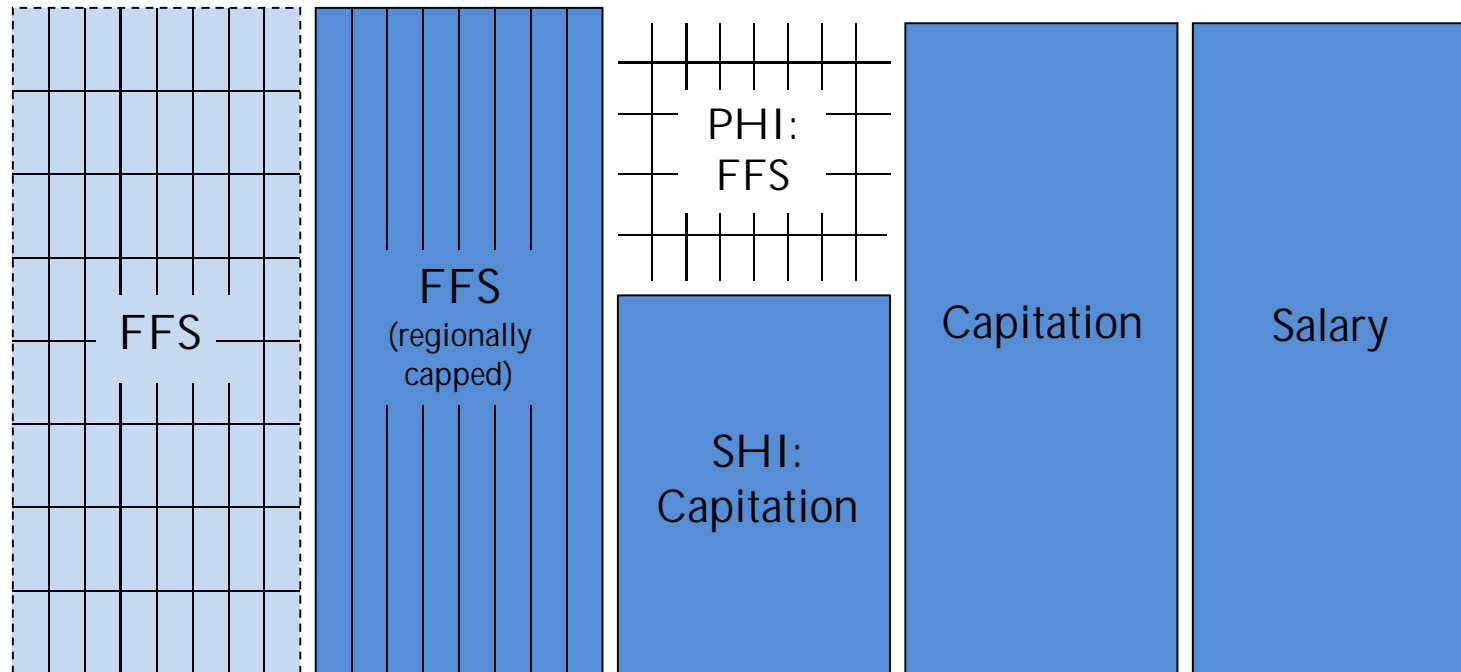 FFS
FFS
(regionally
capped)
PHI:
FFS
SHI:
Capitation
Capitation
Salary